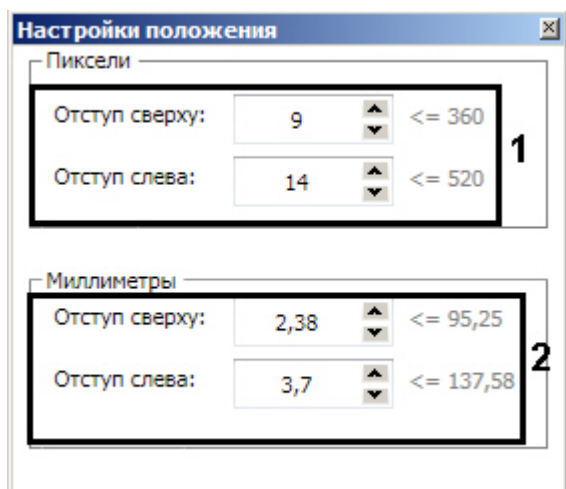 Настройки положения
Пиксели
Отступ сверху: 9 <= 360
1
Отступ слева: 14 <= 520
Миллиметры
Отступ сверху: 2,38 <= 95,25
2
Отступ слева: 3,7 <= 137,58